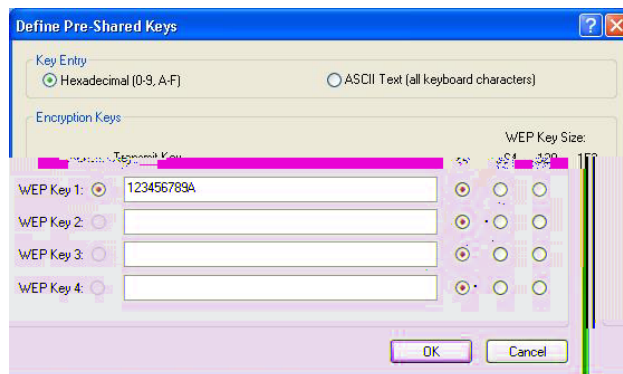 Define Pre-Shared Keys
Key Entry
Hexadecimal (0-9, A-F)
ASCII Text (all keyboard characters)
Encryption Keys
WEP Key Size:
Transmit Key
WEP Key 1:
123456789A
WEP Key 2:
WEP Key 3:
WEP Key 4:
OK
Cancel